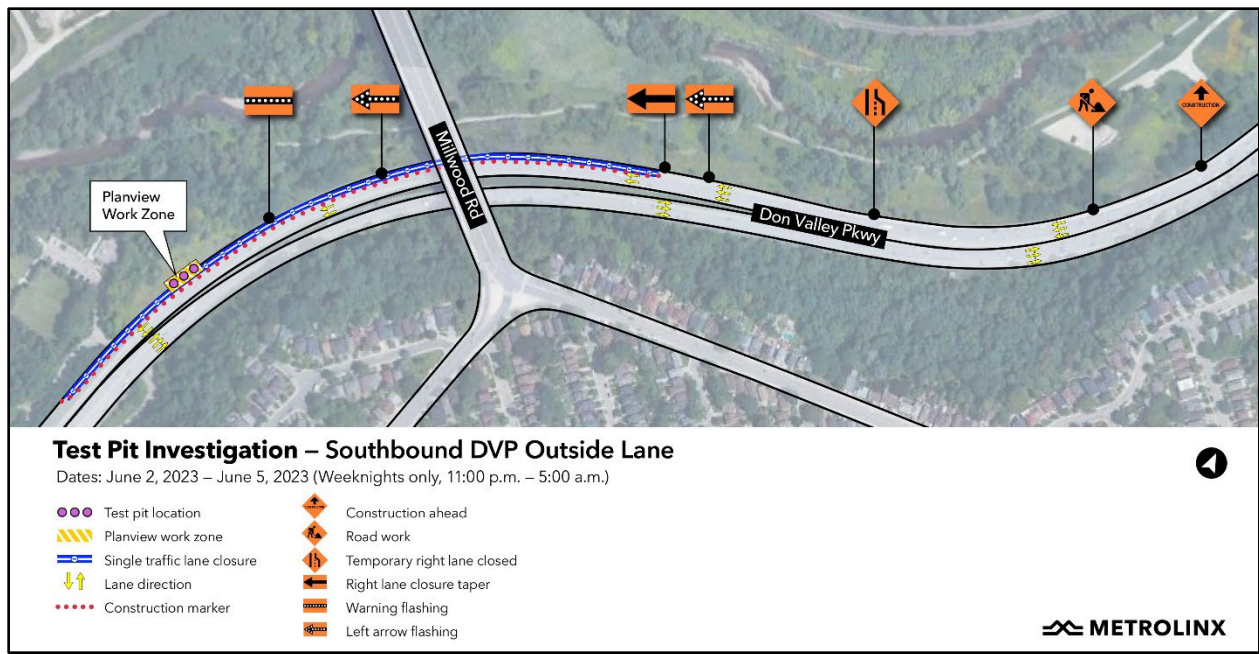 CONSTRUCTION
Millwood Rd
Planview
Work Zone
Don Valley Pkwy
Test Pit Investigation – Southbound DVP Outside Lane
Dates: June 2, 2023 – June 5, 2023 (Weeknights only, 11:00 p.m. – 5:00 a.m.)
Test pit location
Planview work zone
Single traffic lane closure
Lane direction
Construction marker
Construction ahead
Road work
Temporary right lane closed
Right lane closure taper
Warning flashing
Left arrow flashing
METROLINX